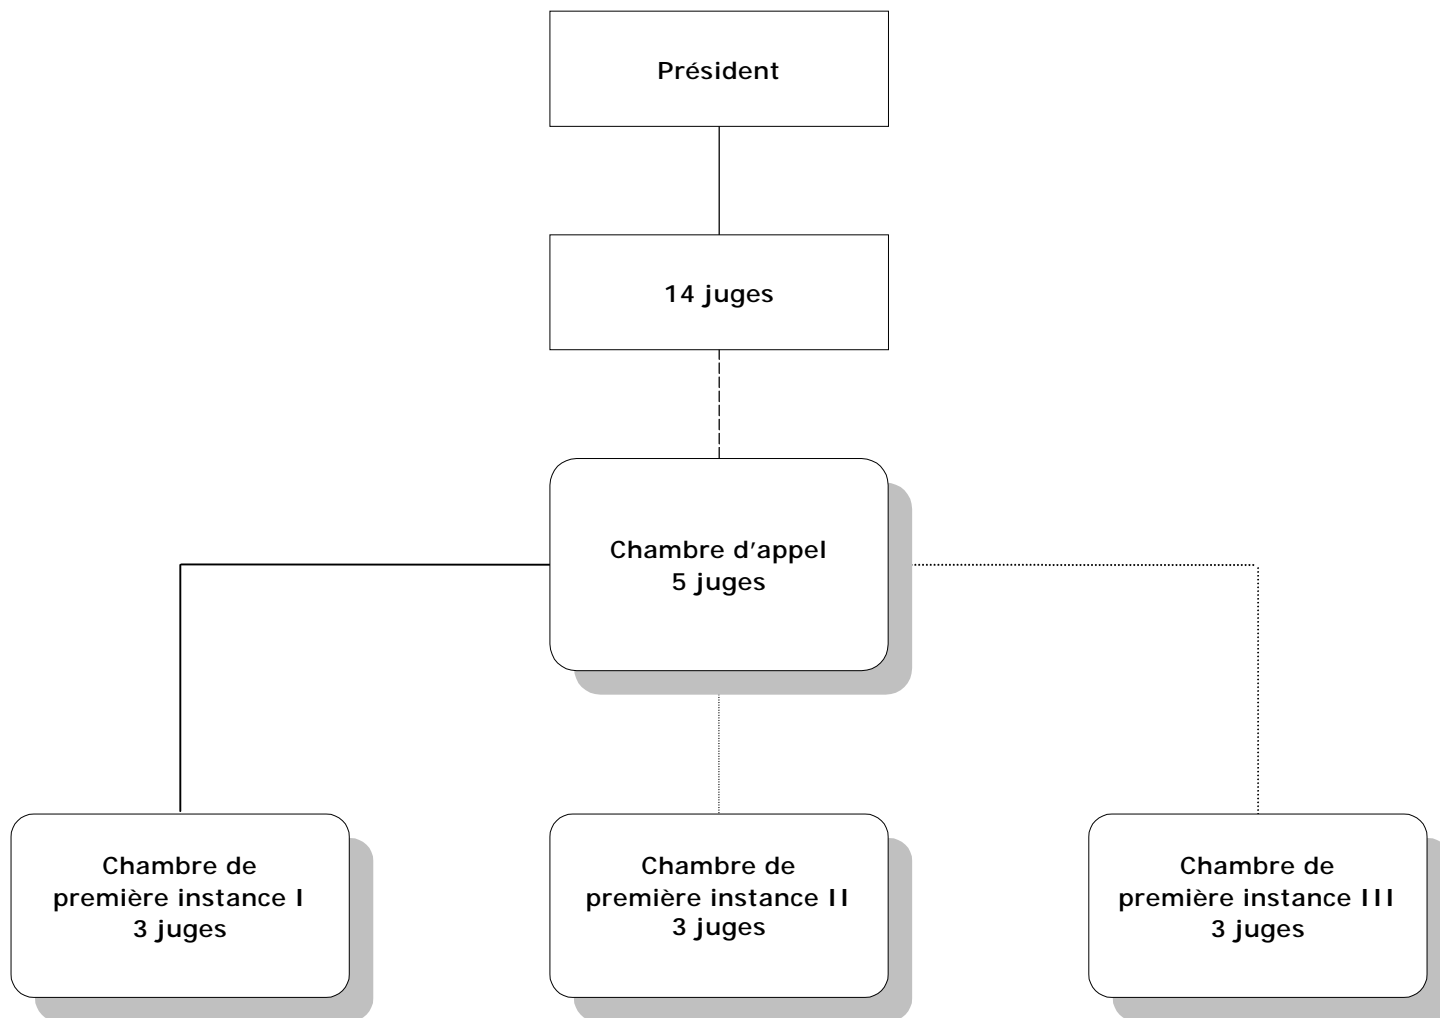 Président
14 juges
Chambre d’appel
5 juges
Chambre de
première instance I
3 juges
Chambre de
première instance II
3 juges
Chambre de
première instance III
3 juges